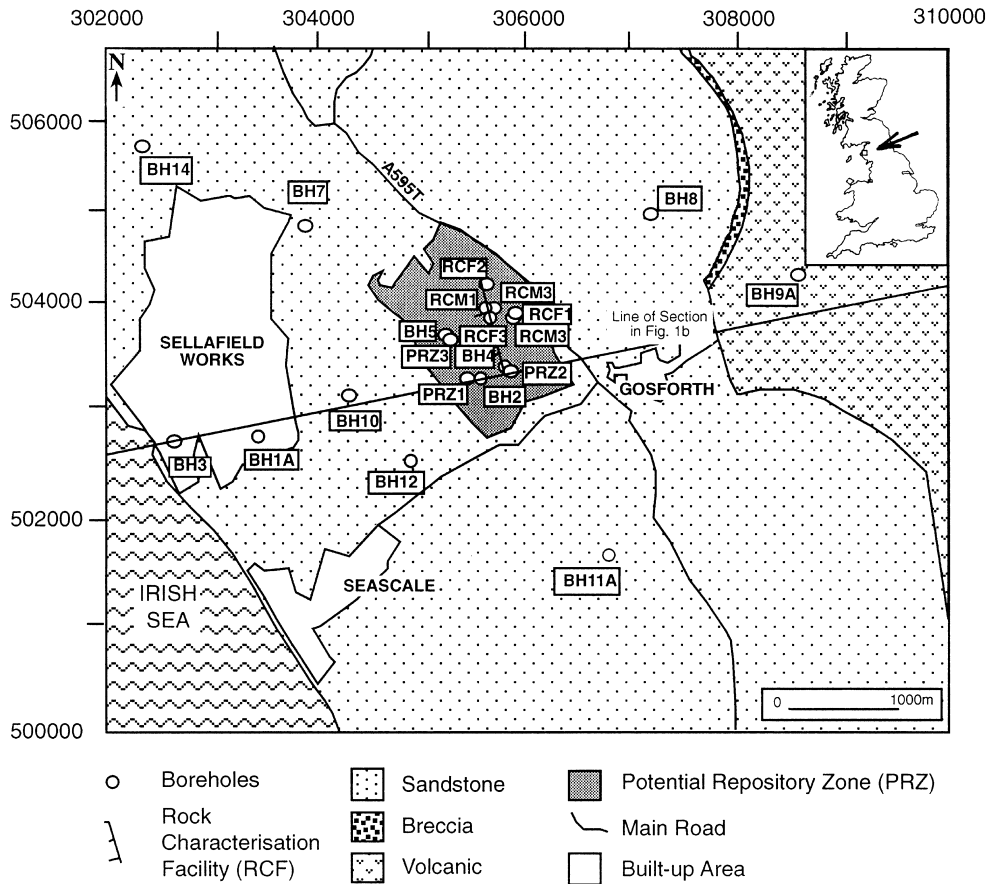 302000 304000 306000 308000 310000
N
506000
BH14
BH7
A595T
BH8
RCF2
504000
RCM1
RCM3
BH9A
RCF1
Line of Section
in Fig. 1b
BH5
RCF3
RCM3
SELLAFIELD
WORKS
PRZ3
BH4
PRZ2
GOSFORTH
PRZ1
BH2
BH10
BH3
BH1A
BH12
502000
BH11A
SEASCALE
IRISH
SEA
0 1000m
500000
Boreholes
Rock
Characterisation
Facility (RCF)
Sandstone
Breccia
Volcanic
Potential Repository Zone (PRZ)
Main Road
Built-up Area